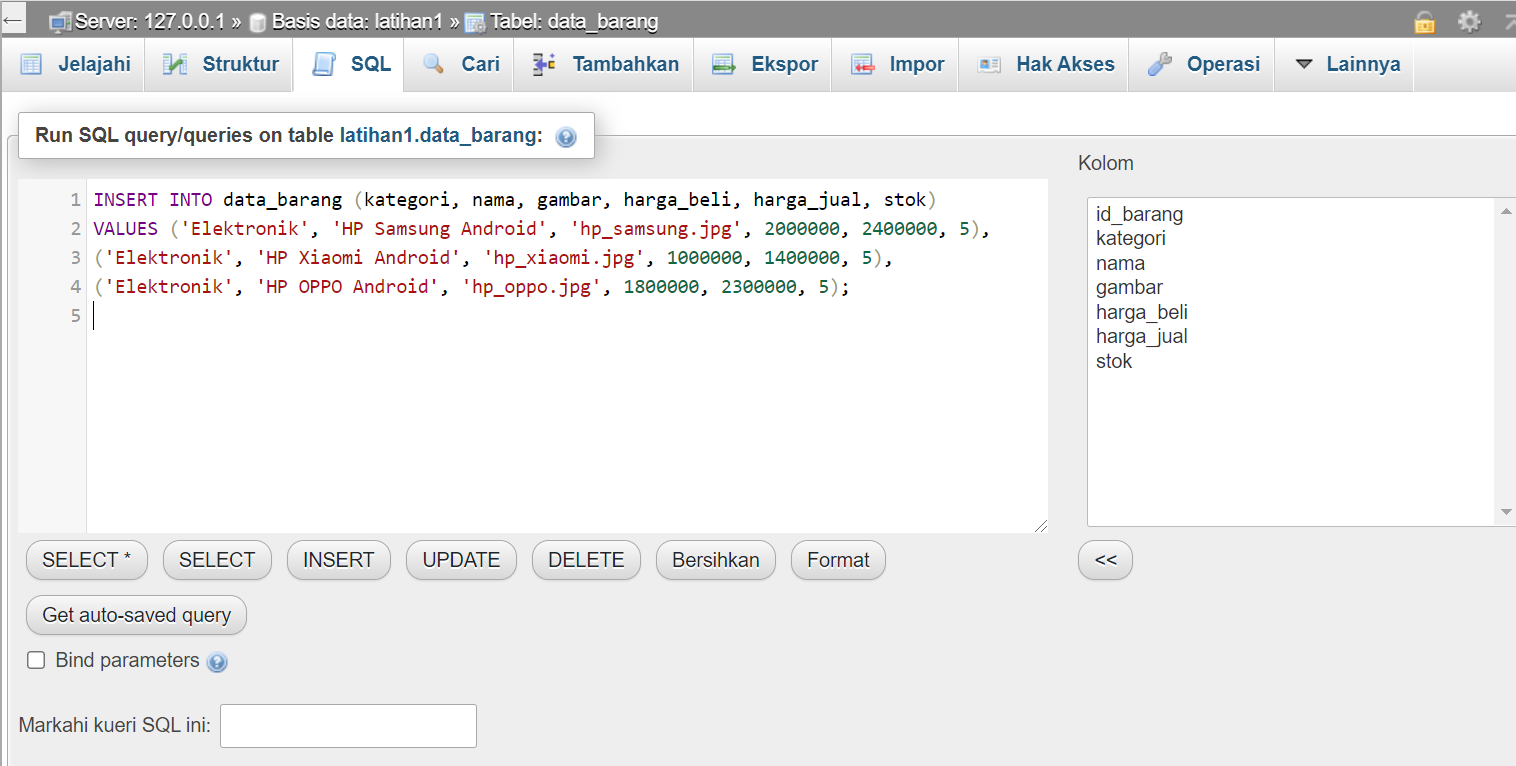 Server: 127.0.0.1 » Basis data: latihan1 » Tabel: data_barang
Jelajahi Struktur SQL Cari Tambahkan Ekspor Impor Hak Akses Operasi Lainnya
Run SQL query/queries on table latihan1.data_barang:
1 INSERT INTO data_barang (kategori, nama, gambar, harga_beli, harga_jual, stok)
2 VALUES ('Elektronik', 'HP Samsung Android', 'hp_samsung.jpg', 2000000, 2400000, 5),
3 ('Elektronik', 'HP Xiaomi Android', 'hp_xiaomi.jpg', 1000000, 1400000, 5),
4 ('Elektronik', 'HP OPPO Android', 'hp_oppo.jpg', 1800000, 2300000, 5);
5
Kolom
id_barang
kategori
nama
gambar
harga_beli
harga_jual
stok
SELECT * SELECT INSERT UPDATE DELETE Bersihkan Format <<
Get auto-saved query
Bind parameters
Markahi kueri SQL ini: